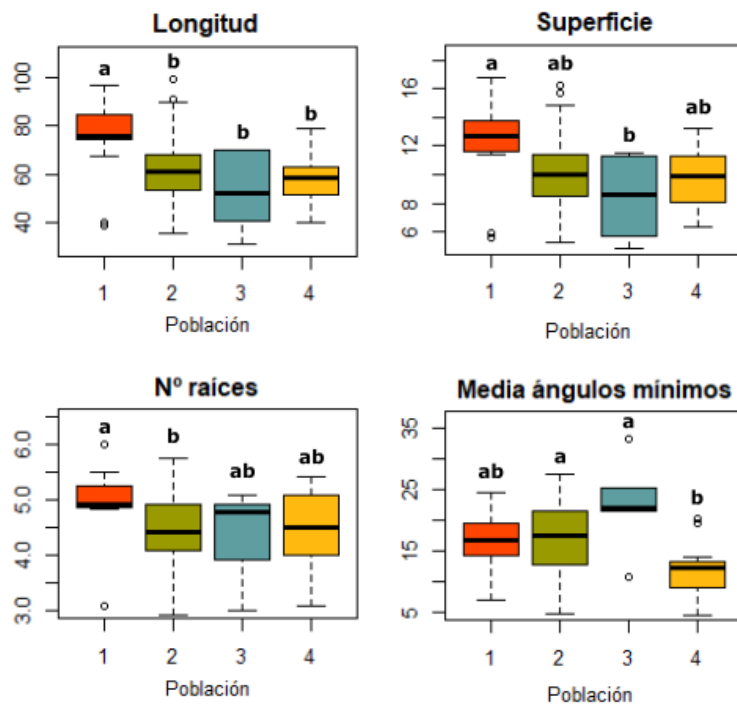 Longitud
100
80
60
40
a
b
b
b
1 2 3 4
Población
Superficie
16
12
8
6
a
ab
b
ab
1 2 3 4
Población
Nº raíces
6.0
5.0
4.0
3.0
a
b
ab
ab
1 2 3 4
Población
Media ángulos mínimos
35
25
15
5
ab
a
a
b
1 2 3 4
Población